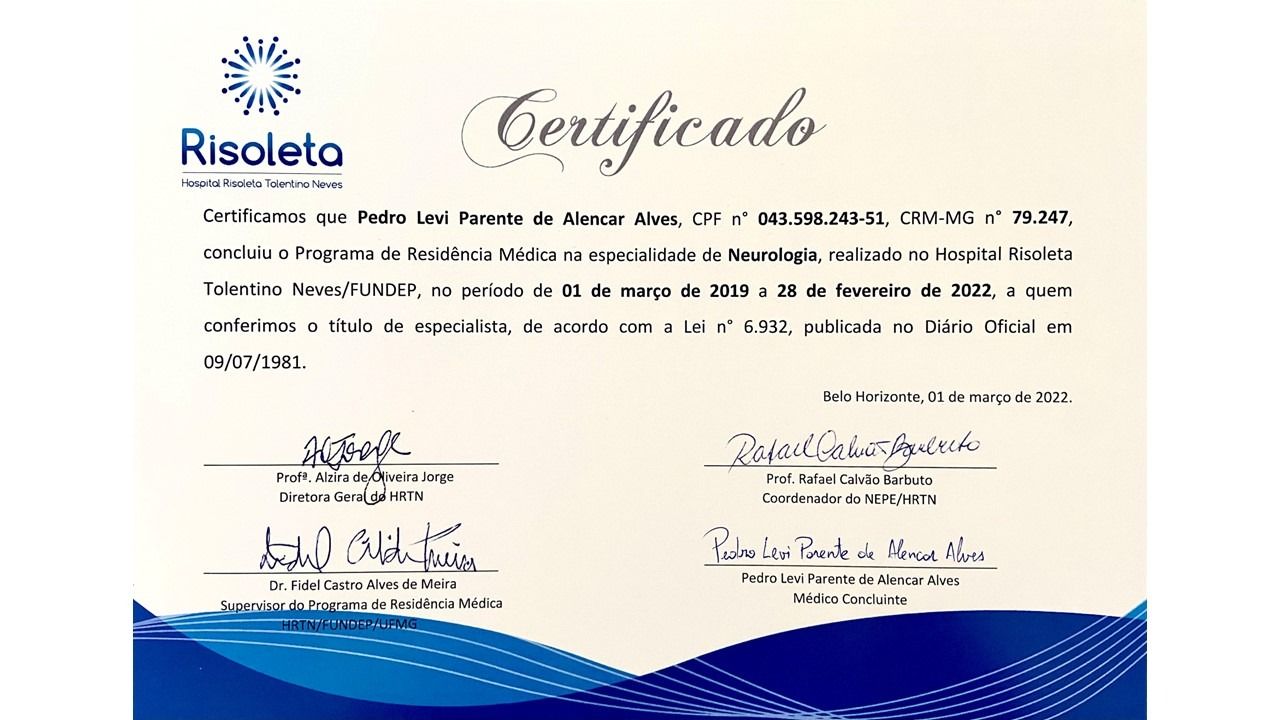 Risoleta
Hospital Risoleta Tolentino Neves
Certificado
Certificamos que Pedro Levi Parente de Alencar Alves, CPF n° 043.598.243-51, CRM-MG n° 79.247,
concluiu o Programa de Residência Médica na especialidade de Neurologia, realizado no Hospital Risoleta
Tolentino Neves/FUNDEP, no período de 01 de março de 2019 a 28 de fevereiro de 2022, a quem
conferimos o título de especialista, de acordo com a Lei n° 6.932, publicada no Diário Oficial em
09/07/1981.
Belo Horizonte, 01 de março de 2022.
Profª. Alzira de Oliveira Jorge
Diretora Geral do HRTN
Rafael Calvão Barbuto
Prof. Rafael Calvão Barbuto
Coordenador do NEPE/HRTN
Dr. Fidel Castro Alves de Meira
Supervisor do Programa de Residência Médica
HRTN/FUNDEP/UFMG
Pedro Levi Parente de Alencar Alves
Pedro Levi Parente de Alencar Alves
Médico Concluinte